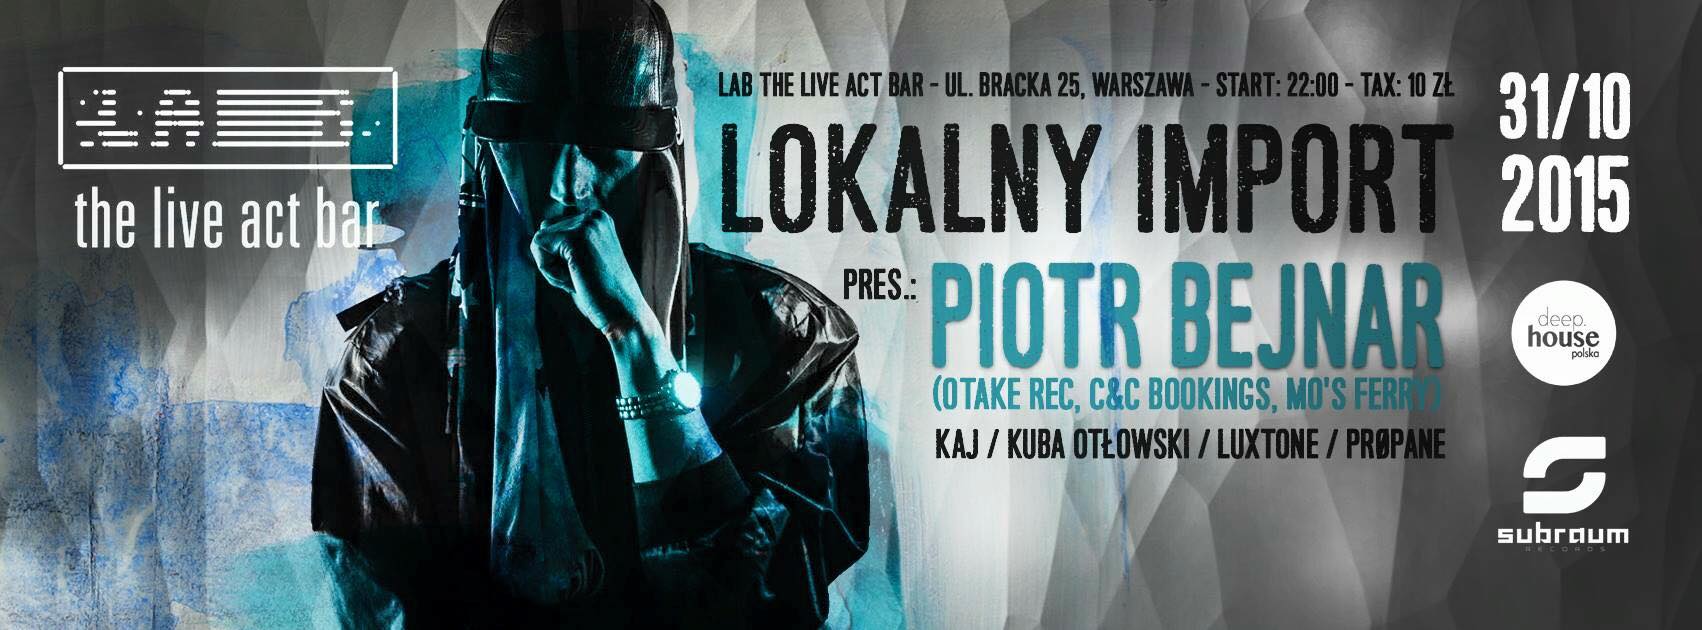 LAB
the live act bar
LAB THE LIVE ACT BAR - UL. BRACKA 25, WARSZAWA - START: 22:00 - TAX: 10 ZŁ
LOKALNY IMPORT
PRES.: PIOTR BEJNAR
(OTAKE REC, C&C BOOKINGS, MO'S FERRY)
KAJ / KUBA OTŁOWSKI / LUXTONE / PRØPANE
31/10
2015
deep.
house
polska
subraum
RECORDS